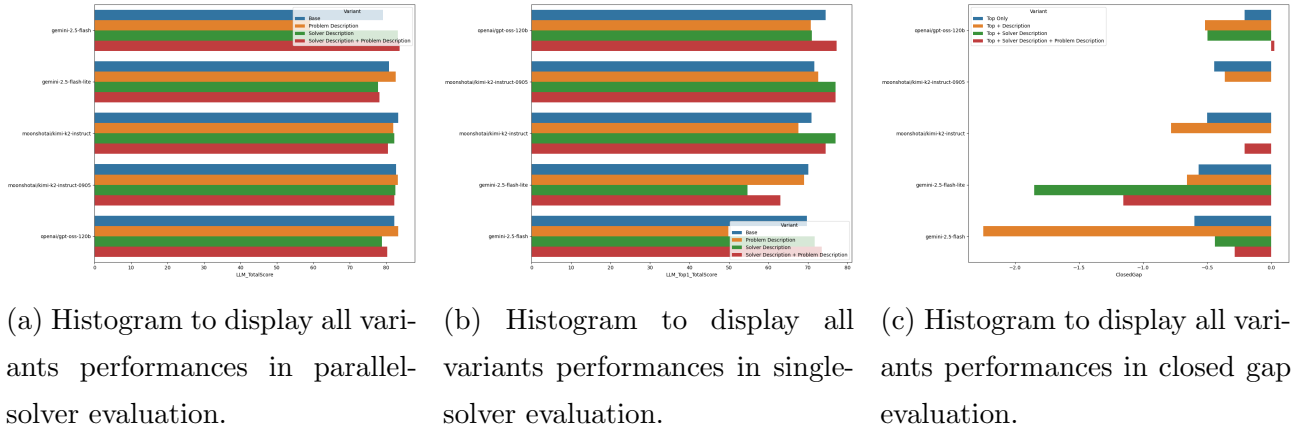 Variant
Base
Problem Description
Solver Description
Solver Description + Problem Description
gemini-2.5-flash
gemini-2.5-flash-lite
moonshotai/kimi-k2-instruct
moonshotai/kimi-k2-instruct-0905
openai/gpt-oss-120b
0 10 20 30 40 50 60 70 80
LLM_TotalScore
openai/gpt-oss-120b
moonshotai/kimi-k2-instruct-0905
moonshotai/kimi-k2-instruct
gemini-2.5-flash-lite
gemini-2.5-flash
Variant
Base
Problem Description
Solver Description
Solver Description + Problem Description
0 10 20 30 40 50 60 70 80
LLM_Top1_TotalScore
Variant
Top Only
Top + Description
Top + Solver Description
Top + Solver Description + Problem Description
openai/gpt-oss-120b
moonshotai/kimi-k2-instruct-0905
moonshotai/kimi-k2-instruct
gemini-2.5-flash-lite
gemini-2.5-flash
−2.0 −1.5 −1.0 −0.5 0.0
ClosedGap
(a) Histogram to display all vari-
ants performances in parallel-
solver evaluation.
(b) Histogram to display all
variants performances in single-
solver evaluation.
(c) Histogram to display all vari-
ants performances in closed gap
evaluation.